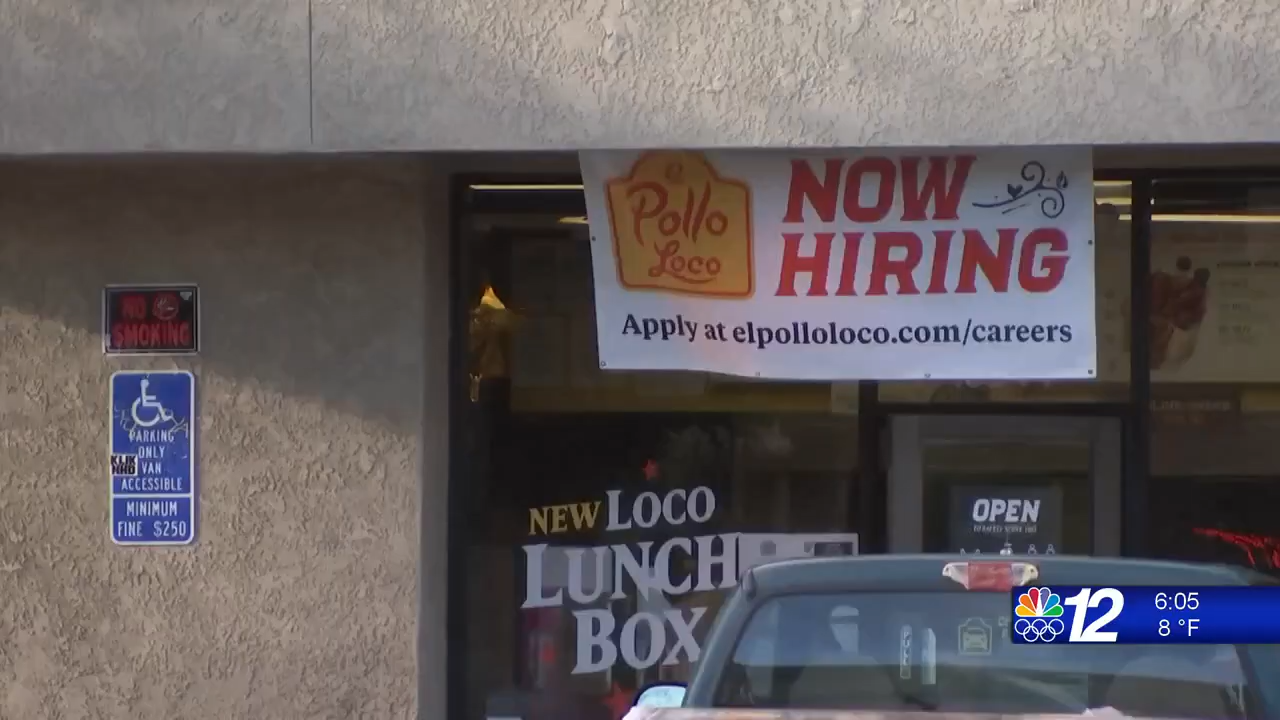 el
Pollo
Loco
NOW
HIRING
Apply at elpolloloco.com/careers
NO
SMOKING
PARKING
ONLY
VAN
ACCESSIBLE
MINIMUM
FINE $250
NEW LOCO
LUNCH
BOX
OPEN
12
6:05
8 °F